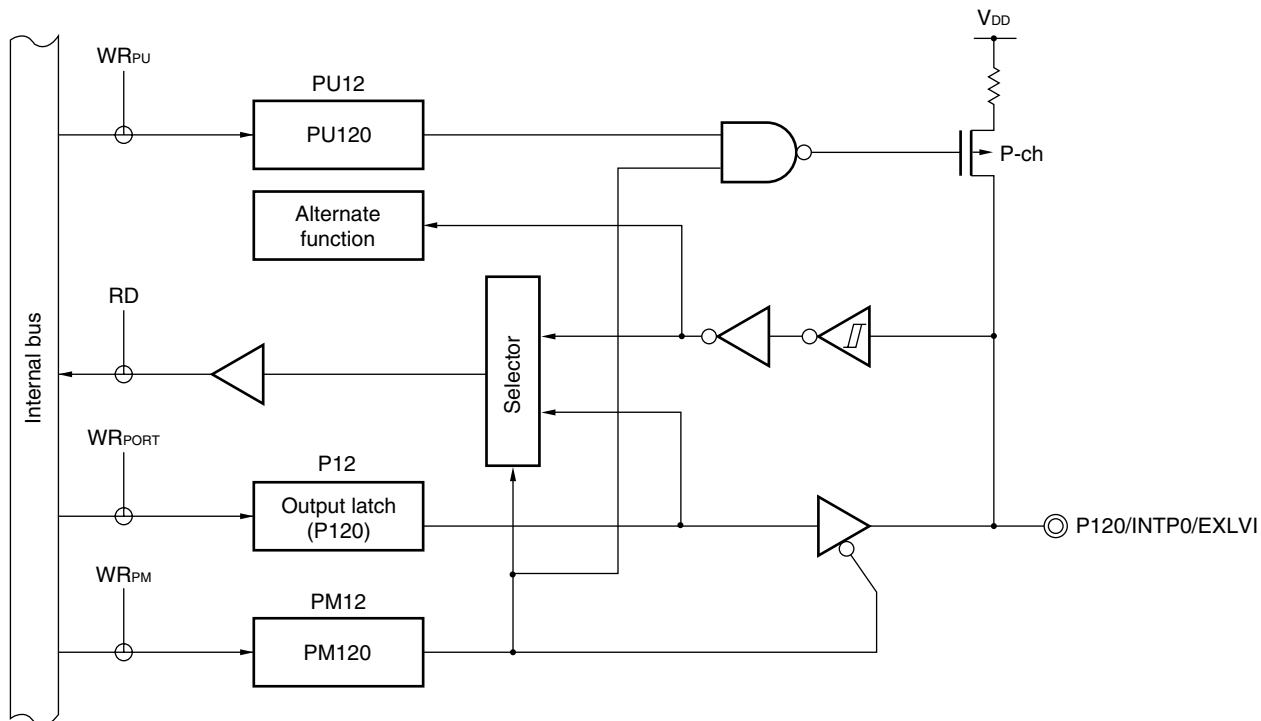 VDD
WRPU
PU12
PU120
P-ch
Alternate
function
RD
Internal bus
Selector
WRPORT
P12
Output latch
(P120)
P120/INTP0/EXLVI
WRPM
PM12
PM120